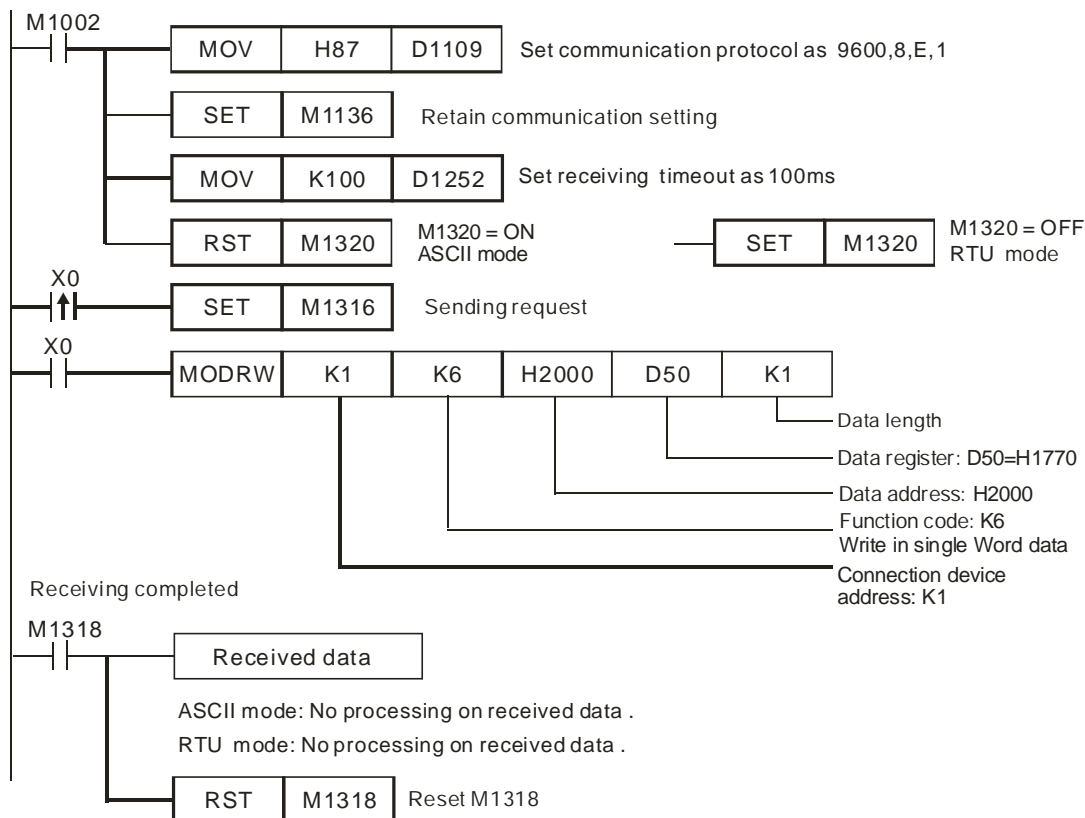 M1002
MOV H87 D1109 Set communication protocol as 9600,8,E,1
SET M1136 Retain communication setting
MOV K100 D1252 Set receiving timeout as 100ms
RST M1320 M1320 = ON
ASCII mode
SET M1320 M1320 = OFF
RTU mode
X0
SET M1316 Sending request
X0
MODRW K1 K6 H2000 D50 K1
Data length
Data register: D50=H1770
Data address: H2000
Function code: K6
Write in single Word data
Connection device
address: K1
Receiving completed
M1318
Received data
ASCII mode: No processing on received data .
RTU mode: No processing on received data .
RST M1318 Reset M1318